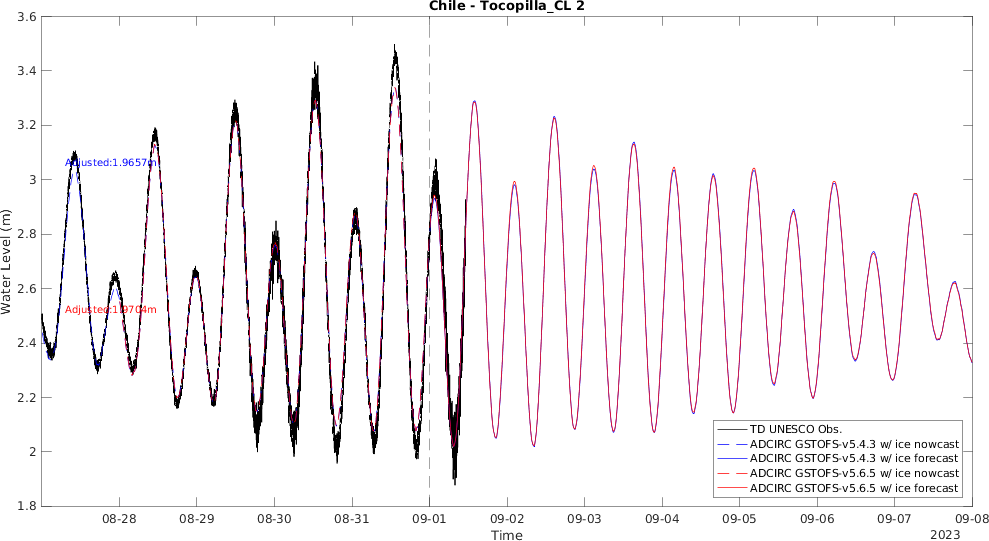 Chile - Tocopilla_CL 2
3.6
3.4
3.2
3
2.8
2.6
2.4
2.2
2
1.8
Water Level (m)
Adjusted:1.9657m
Adjusted:1.9704m
TD UNESCO Obs.
ADCIRC GSTOFS-v5.4.3 w/ ice nowcast
ADCIRC GSTOFS-v5.4.3 w/ ice forecast
ADCIRC GSTOFS-v5.6.5 w/ ice nowcast
ADCIRC GSTOFS-v5.6.5 w/ ice forecast
08-28 08-29 08-30 08-31 09-01 09-02 09-03 09-04 09-05 09-06 09-07 09-08
Time
2023